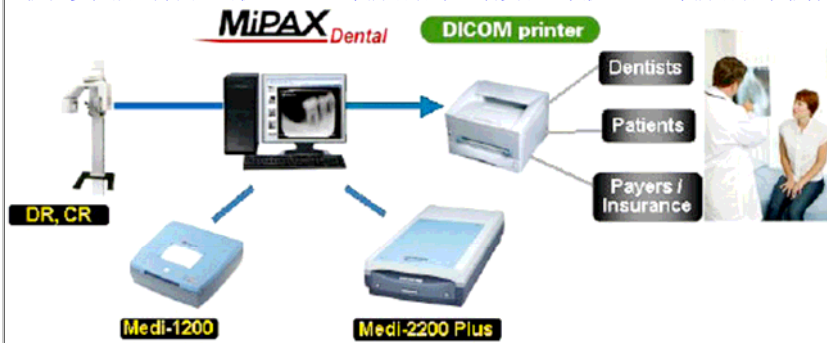 MiPAX Dental
DICOM printer
Dentists
Patients
Payers /
Insurance
DR, CR
Medi-1200
Medi-2200 Plus